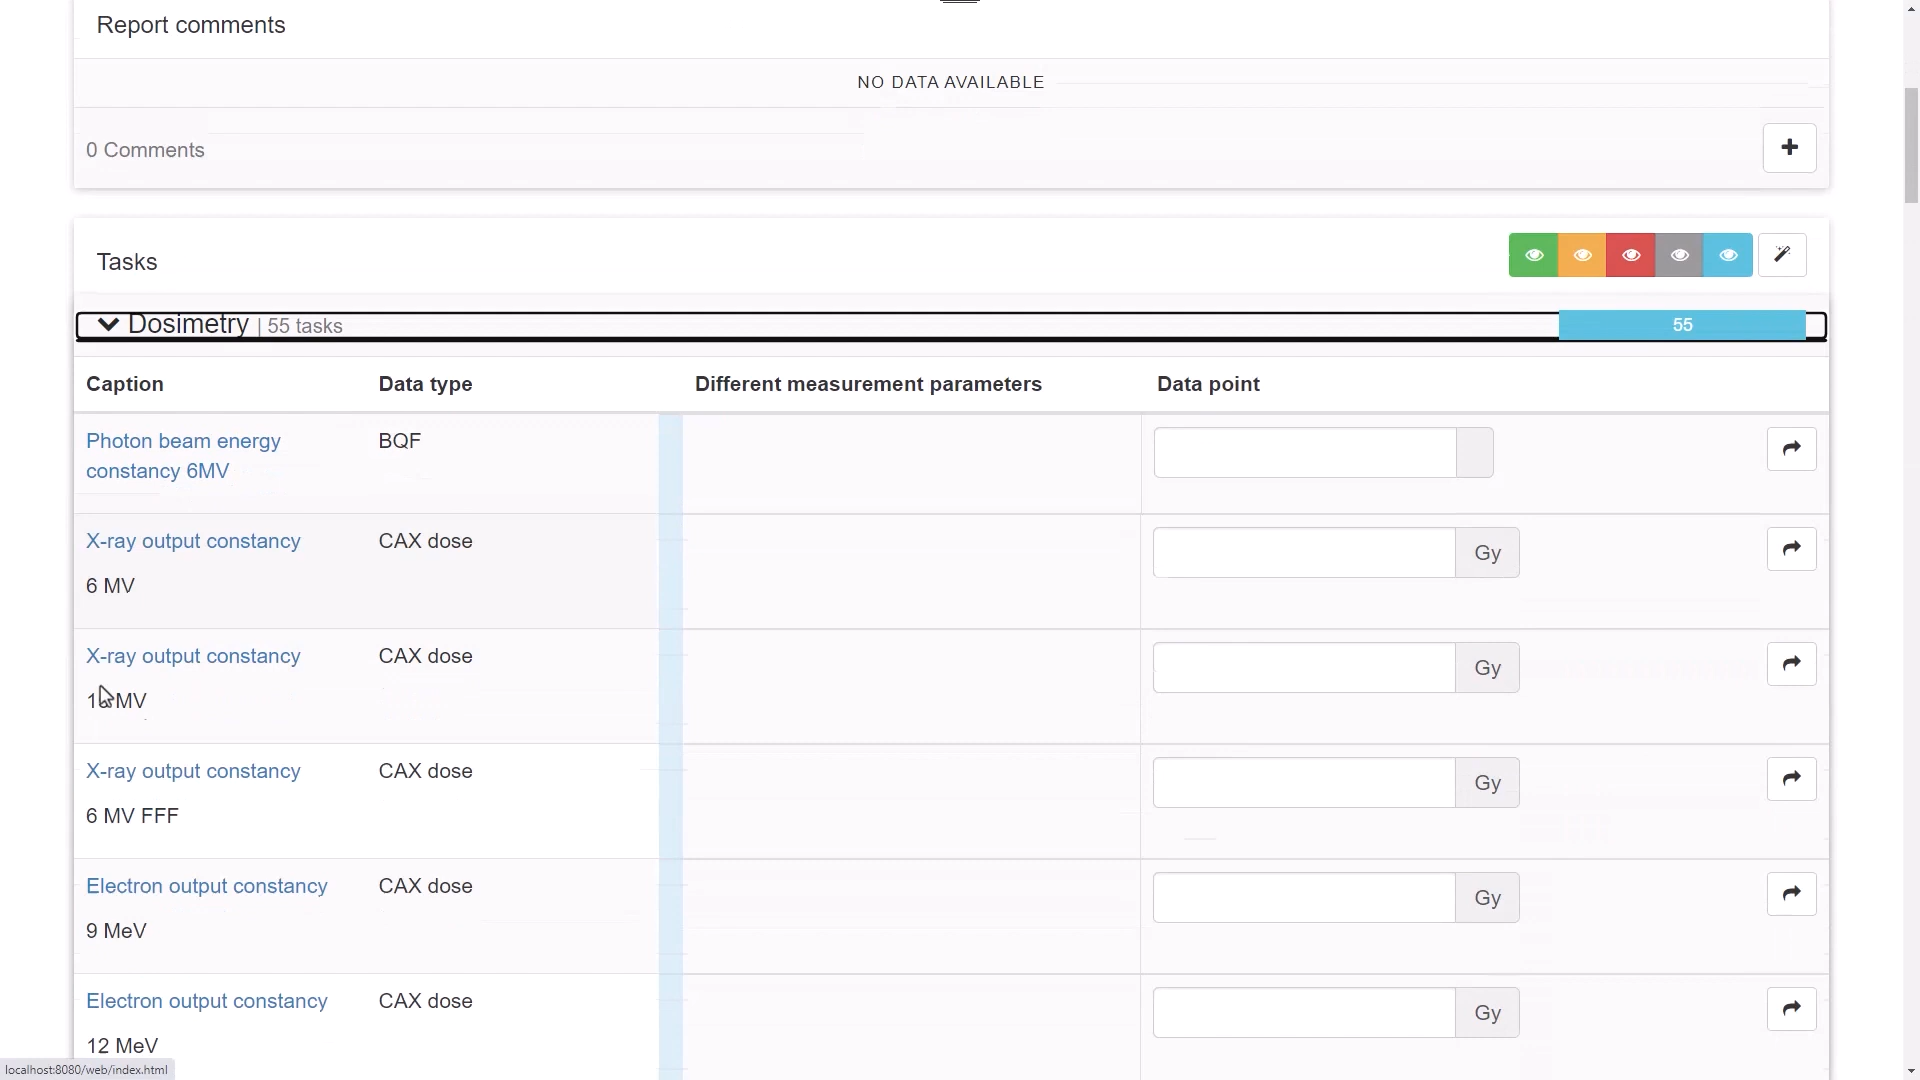 Report comments
NO DATA AVAILABLE
0 Comments
Tasks
Dosimetry | 55 tasks
55
Caption Data type Different measurement parameters Data point
Photon beam energy BQF
constancy 6MV
X-ray output constancy CAX dose Gy
6 MV
X-ray output constancy CAX dose Gy
MV
X-ray output constancy CAX dose Gy
6 MV FFF
Electron output constancy CAX dose Gy
9 MeV
Electron output constancy CAX dose Gy
12 MeV
localhost:8080/web/index.html